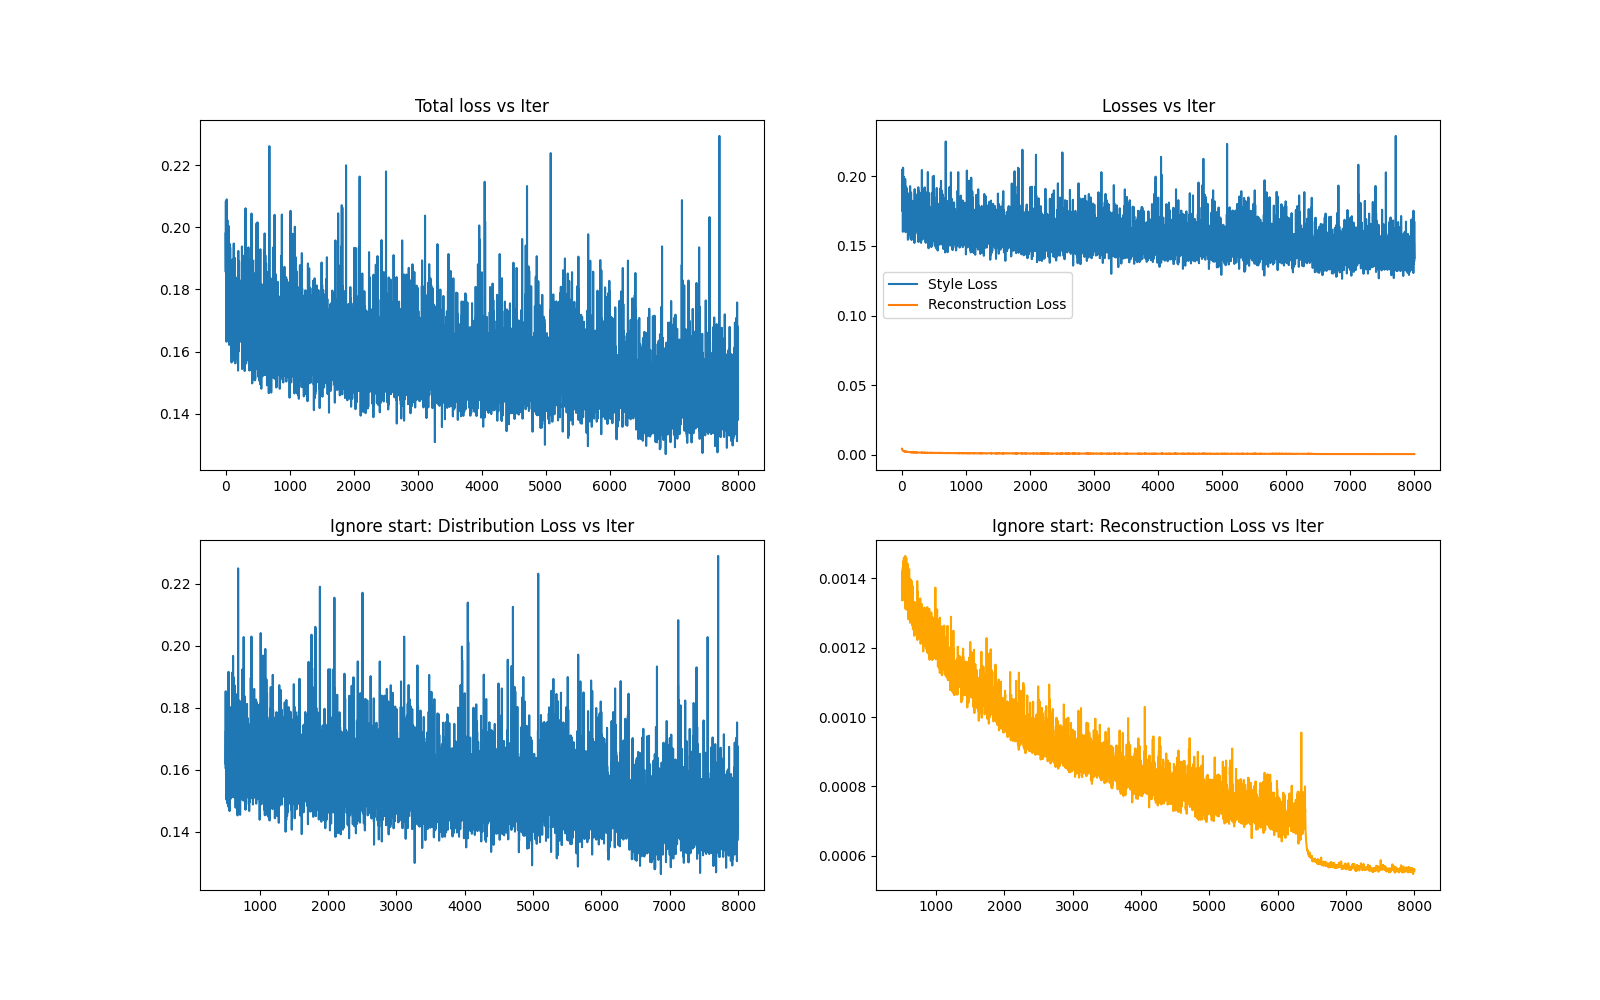 Total loss vs Iter
0.22
0.20
0.18
0.16
0.14
0 1000 2000 3000 4000 5000 6000 7000 8000
Losses vs Iter
0.20
0.15
0.10
0.05
0.00
Style Loss
Reconstruction Loss
0 1000 2000 3000 4000 5000 6000 7000 8000
Ignore start: Distribution Loss vs Iter
0.22
0.20
0.18
0.16
0.14
1000 2000 3000 4000 5000 6000 7000 8000
Ignore start: Reconstruction Loss vs Iter
0.0014
0.0012
0.0010
0.0008
0.0006
1000 2000 3000 4000 5000 6000 7000 8000